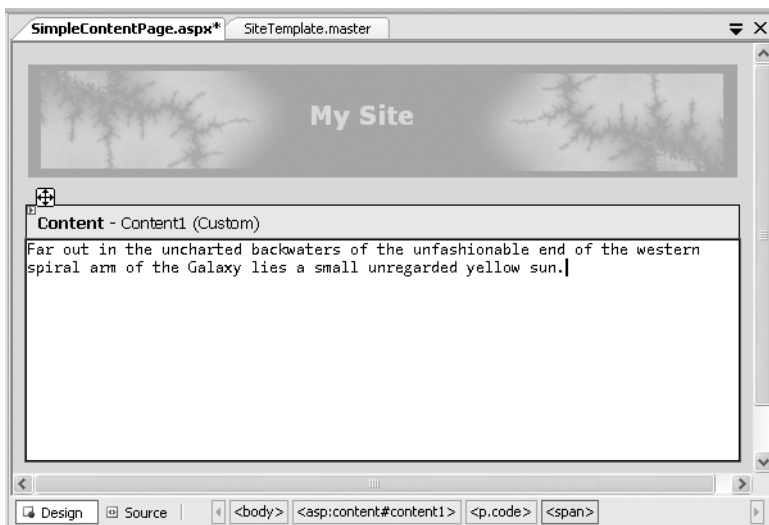 SimpleContentPage.aspx* SiteTemplate.master
My Site
Content - Content1 (Custom)
Far out in the uncharted backwaters of the unfashionable end of the western
spiral arm of the Galaxy lies a small unregarded yellow sun.
Design Source <body> <asp:content#content1> <p.code> <span>